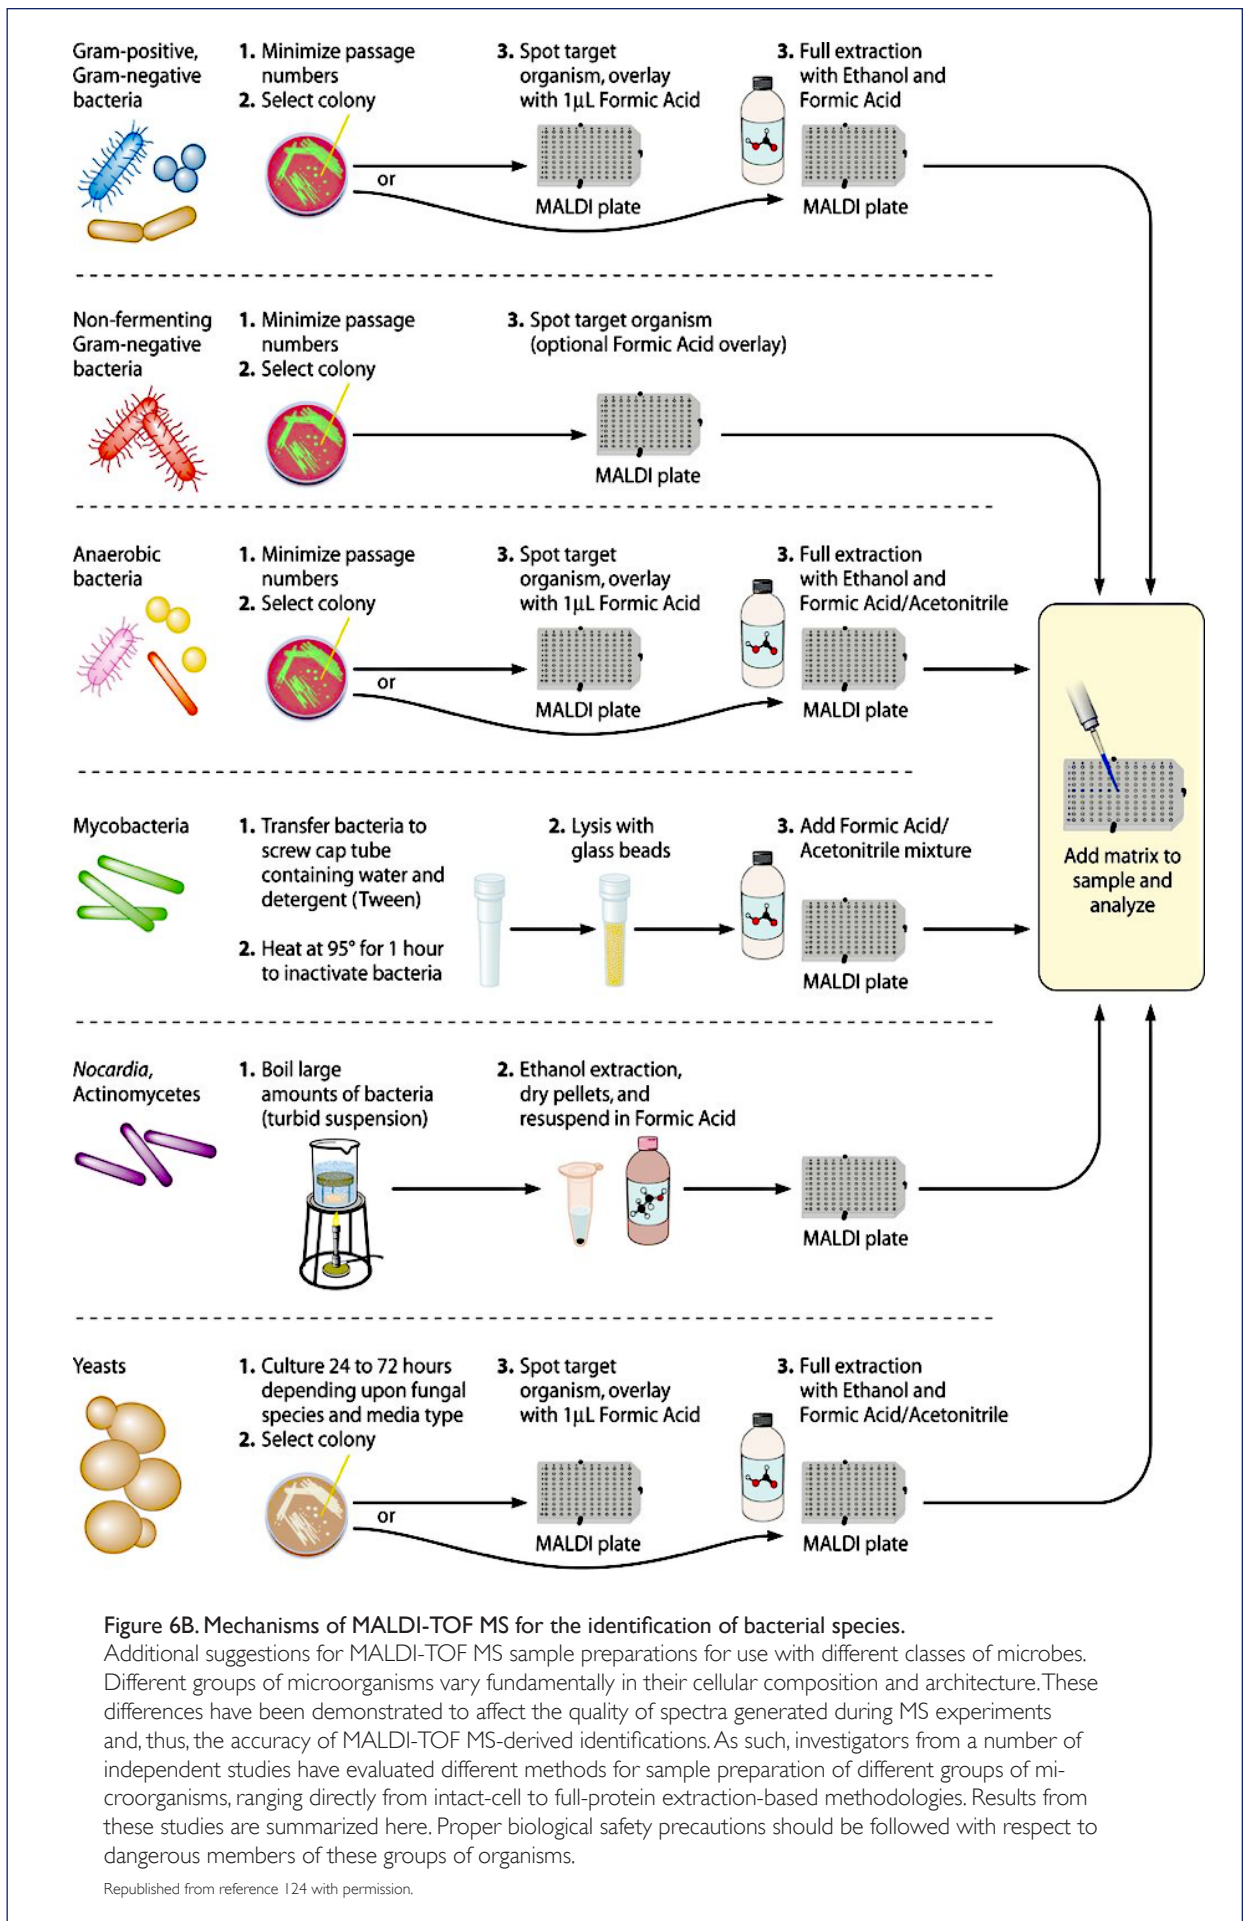 Gram-positive,
Gram-negative
bacteria
1. Minimize passage
numbers
2. Select colony
3. Spot target
organism, overlay
with 1µL Formic Acid
3. Full extraction
with Ethanol and
Formic Acid
or
MALDI plate
MALDI plate
Non-fermenting
Gram-negative
bacteria
1. Minimize passage
numbers
2. Select colony
3. Spot target organism
(optional Formic Acid overlay)
MALDI plate
Anaerobic
bacteria
1. Minimize passage
numbers
2. Select colony
3. Spot target
organism, overlay
with 1µL Formic Acid
3. Full extraction
with Ethanol and
Formic Acid/Acetonitrile
or
MALDI plate
MALDI plate
Mycobacteria
1. Transfer bacteria to
screw cap tube
containing water and
detergent (Tween)
2. Heat at 95° for 1 hour
to inactivate bacteria
2. Lysis with
glass beads
3. Add Formic Acid/
Acetonitrile mixture
MALDI plate
Add matrix to
sample and
analyze
Nocardia,
Actinomycetes
1. Boil large
amounts of bacteria
(turbid suspension)
2. Ethanol extraction,
dry pellets, and
resuspend in Formic Acid
MALDI plate
Yeasts
1. Culture 24 to 72 hours
depending upon fungal
species and media type
2. Select colony
3. Spot target
organism, overlay
with 1µL Formic Acid
3. Full extraction
with Ethanol and
Formic Acid/Acetonitrile
or
MALDI plate
MALDI plate
Figure 6B. Mechanisms of MALDI-TOF MS for the identification of bacterial species.
Additional suggestions for MALDI-TOF MS sample preparations for use with different classes of microbes.
Different groups of microorganisms vary fundamentally in their cellular composition and architecture. These
differences have been demonstrated to affect the quality of spectra generated during MS experiments
and, thus, the accuracy of MALDI-TOF MS-derived identifications. As such, investigators from a number of
independent studies have evaluated different methods for sample preparation of different groups of mi-
croorganisms, ranging directly from intact-cell to full-protein extraction-based methodologies. Results from
these studies are summarized here. Proper biological safety precautions should be followed with respect to
dangerous members of these groups of organisms.
Republished from reference 124 with permission.